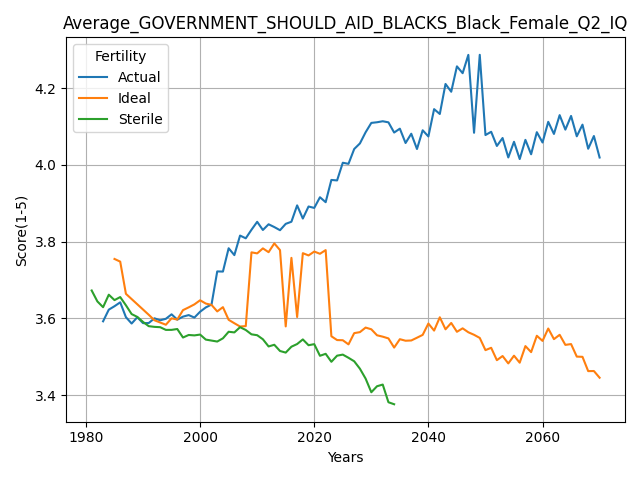 Average_GOVERNMENT_SHOULD_AID_BLACKS_Black_Female_Q2_IQ
Fertility
Actual
Ideal
Sterile
Score(1-5)
4.2
4.0
3.8
3.6
3.4
1980 2000 2020 2040 2060
Years